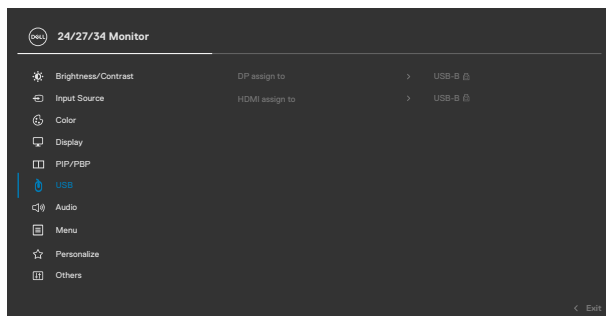 DELL 24/27/34 Monitor
Brightness/Contrast DP assign to > USB-B
Input Source HDMI assign to > USB-B
Color
Display
PIP/PBP
USB
Audio
Menu
Personalize
Others
< Exit